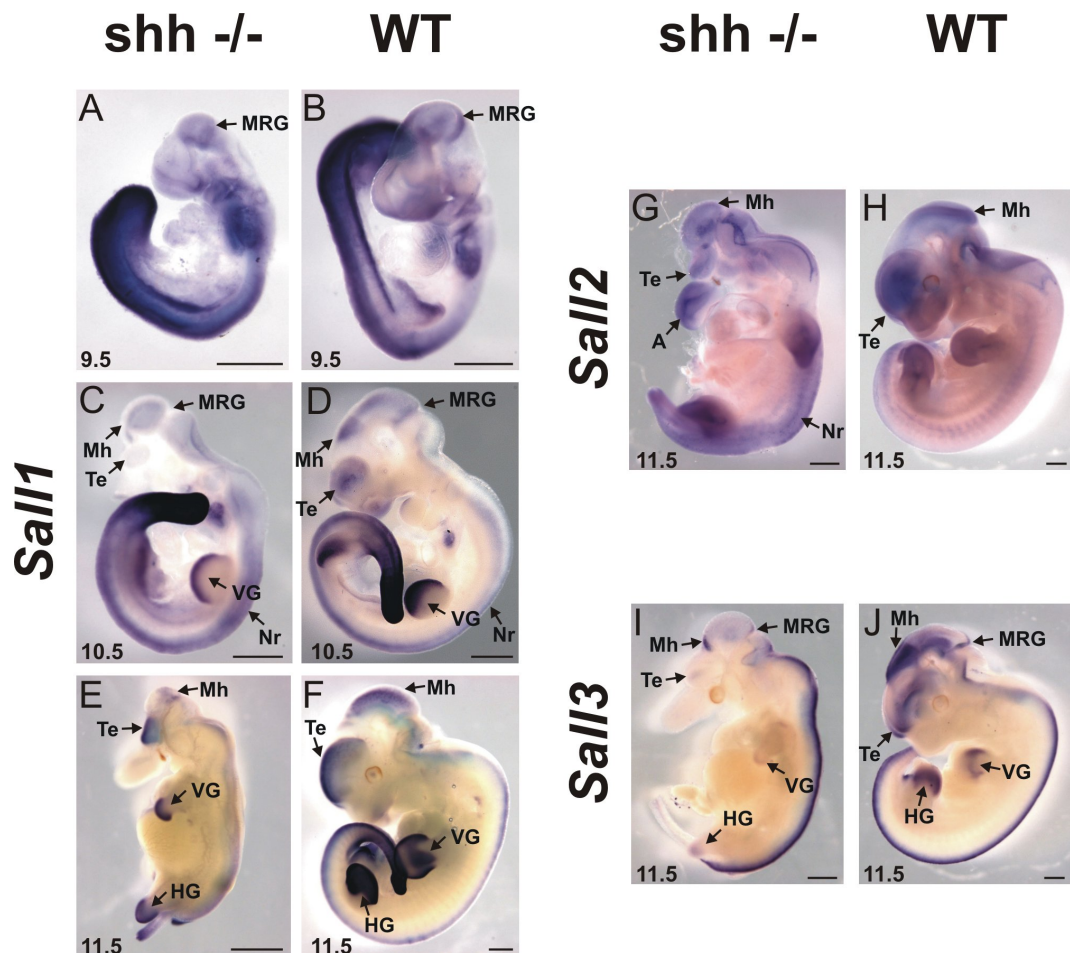 shh -/- WT
shh -/- WT
Sall1
A
MRG
9.5
B
MRG
9.5
C
MRG
Mh
Te
VG
Nr
10.5
D
MRG
Mh
Te
VG
Nr
10.5
E
Mh
Te
VG
HG
11.5
F
Mh
Te
VG
HG
11.5
Sall2
G
Mh
Te
A
Nr
11.5
H
Mh
Te
11.5
Sall3
I
MRG
Mh
Te
VG
HG
11.5
J
Mh
MRG
Te
VG
HG
11.5